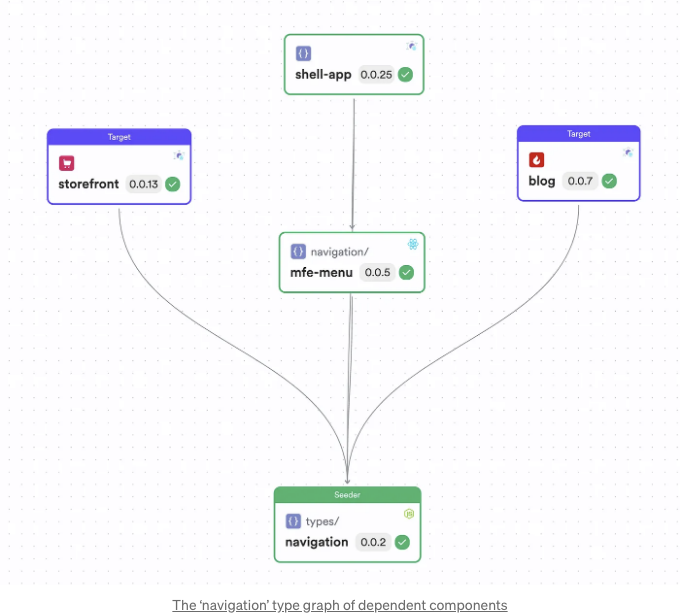 shell-app 0.0.25
Target
storefront 0.0.13
Target
blog 0.0.7
navigation/
mfe-menu 0.0.5
Seeder
types/
navigation 0.0.2
The ‘navigation’ type graph of dependent components